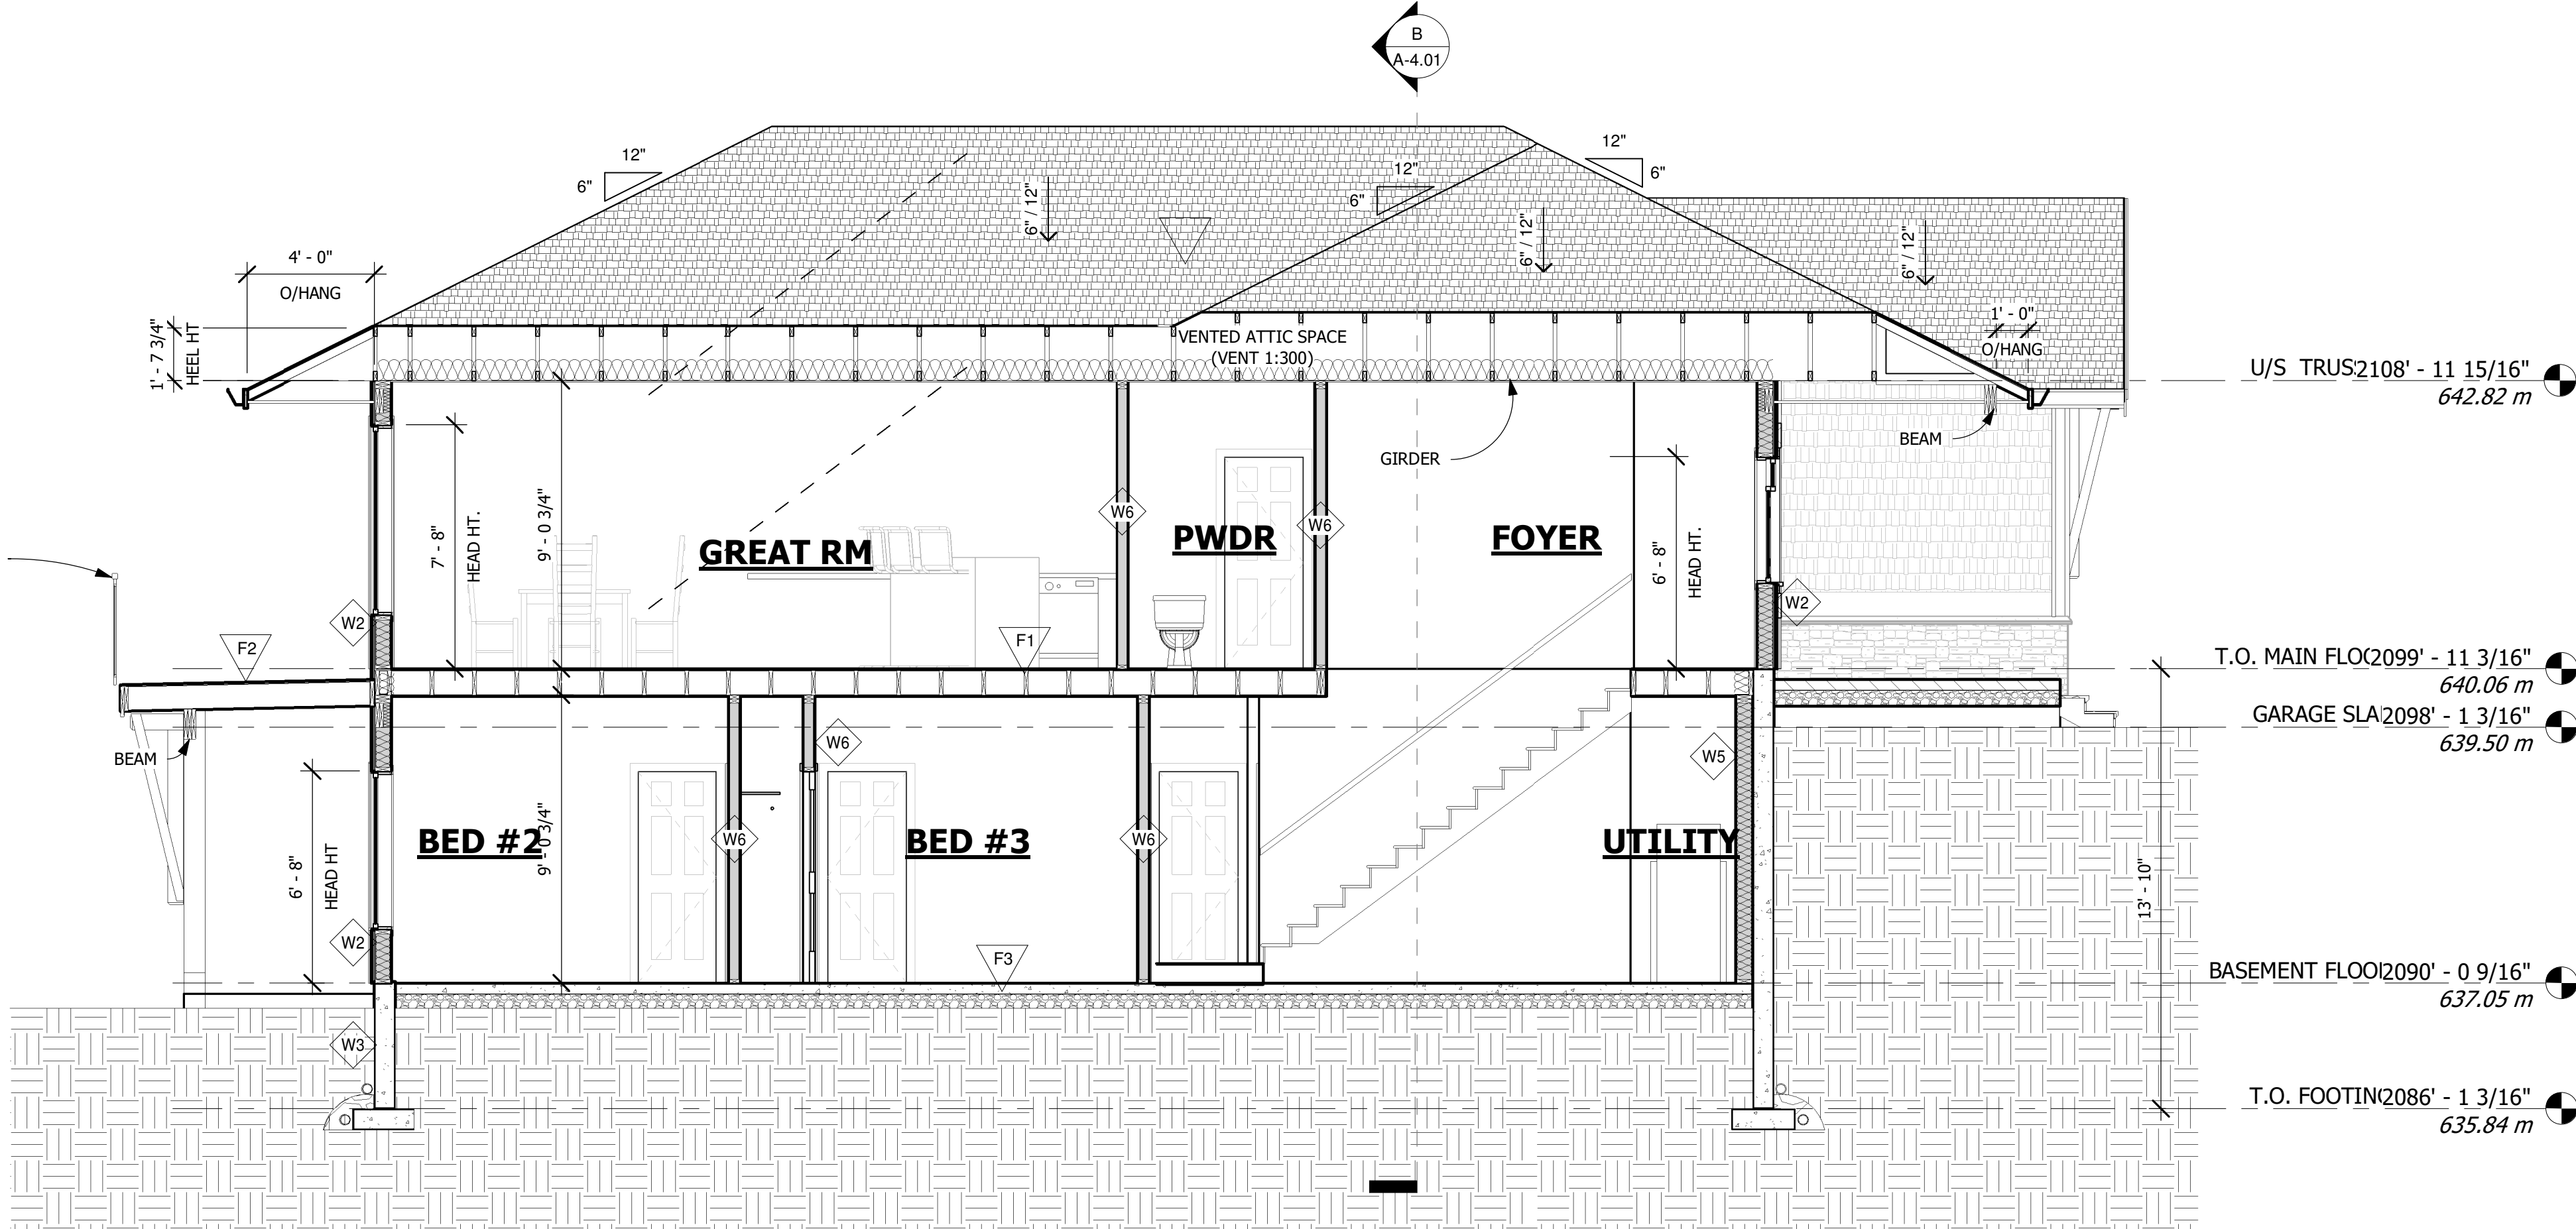 B
A-4.01
12"
6"
12"
6"
12"
6"
6" / 12"
6" / 12"
6" / 12"
4' - 0"
O/HANG
1' - 7 3/4"
HEEL HT
VENTED ATTIC SPACE
(VENT 1:300)
1' - 0"
O/HANG
U/S TRUS 2108' - 11 15/16"
642.82 m
BEAM
GIRDER
7' - 8"
HEAD HT.
9' - 0 3/4"
GREAT RM
W6
PWDR
W6
FOYER
6' - 8"
HEAD HT.
W2
W2
F2
F1
T.O. MAIN FLO 2099' - 11 3/16"
640.06 m
GARAGE SLA 2098' - 1 3/16"
639.50 m
BEAM
W6
W5
6' - 8"
HEAD HT
BED #2
9' - 0 3/4"
W6
BED #3
W6
UTILITY
13' - 10"
W2
F3
BASEMENT FLOO 2090' - 0 9/16"
637.05 m
W3
T.O. FOOTIN 2086' - 1 3/16"
635.84 m